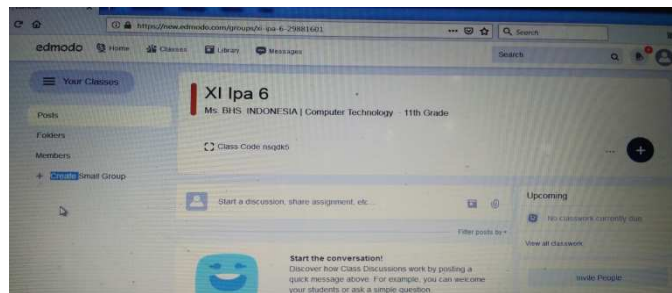 https://new.edmodo.com/groups/xi-ipa-6-29881601
Search
edmodo Home Classes Library Messages
Search
Your Classes
Posts
Folders
Members
+ Create Small Group
XI Ipa 6
Ms. BHS INDONESIA | Computer Technology - 11th Grade
Class Code nsqdk5
Start a discussion, share assignment, etc...
Filter posts by
Upcoming
No classwork currently due
View all classwork
Invite People
Start the conversation!
Discover how Class Discussions work by posting a
quick message above. For example, you can welcome
your students or ask a simple question.